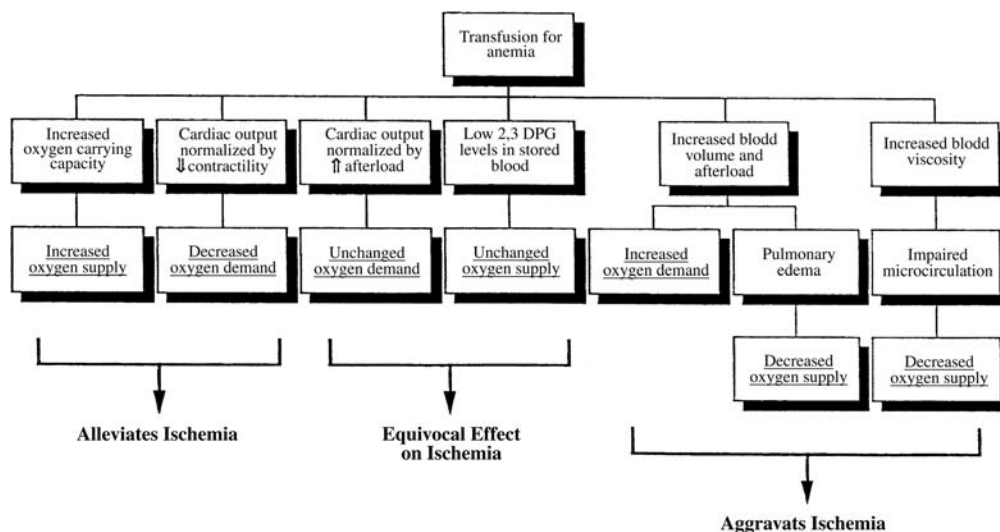 Transfusion for
anemia
Increased
oxygen carrying
capacity
Cardiac output
normalized by
⇓ contractility
Cardiac output
normalized by
⇑ afterload
Low 2,3 DPG
levels in stored
blood
Increased blodd
volume and
afterload
Increased blodd
viscosity
Increased
oxygen supply
Decreased
oxygen demand
Unchanged
oxygen demand
Unchanged
oxygen supply
Increased
oxygen demand
Pulmonary
edema
Impaired
microcirculation
Decreased
oxygen supply
Decreased
oxygen supply
Alleviates Ischemia
Equivocal Effect
on Ischemia
Aggravats Ischemia